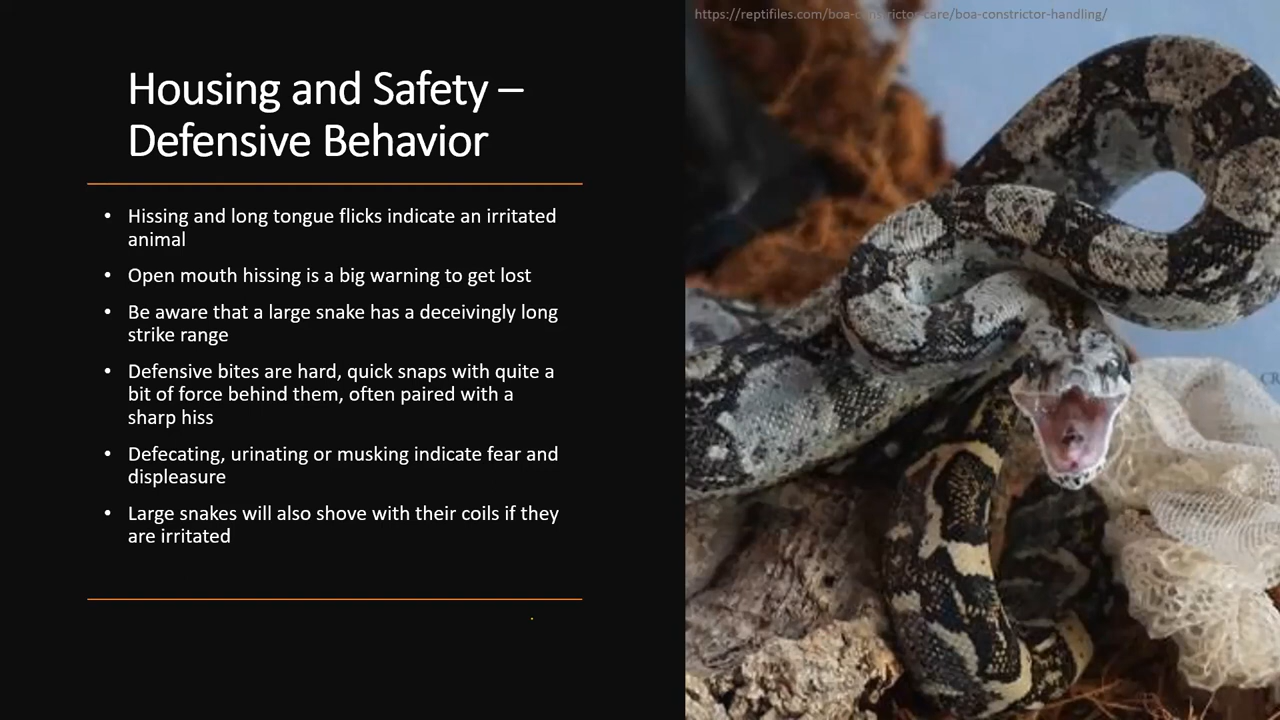 https://reptifiles.com/boa-constrictor-care/boa-constrictor-handling/
Housing and Safety –
Defensive Behavior
• Hissing and long tongue flicks indicate an irritated
animal
• Open mouth hissing is a big warning to get lost
• Be aware that a large snake has a deceivingly long
strike range
• Defensive bites are hard, quick snaps with quite a
bit of force behind them, often paired with a
sharp hiss
• Defecating, urinating or musking indicate fear and
displeasure
• Large snakes will also shove with their coils if they
are irritated